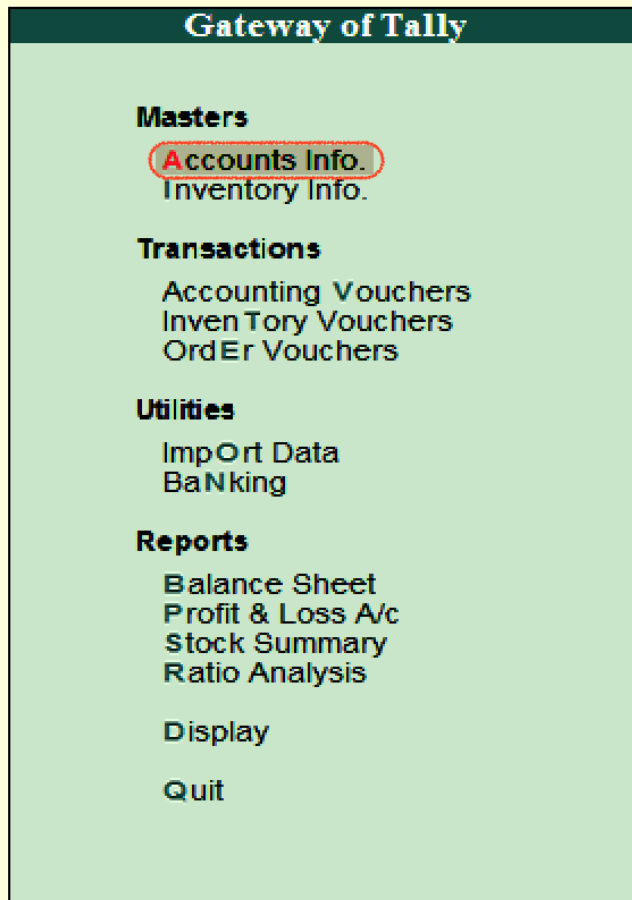 Gateway of Tally
Masters
Accounts Info.
Inventory Info.
Transactions
Accounting Vouchers
InvenTory Vouchers
OrdEr Vouchers
Utilities
ImpOrt Data
BaNking
Reports
Balance Sheet
Profit & Loss A/c
Stock Summary
Ratio Analysis
Display
Quit